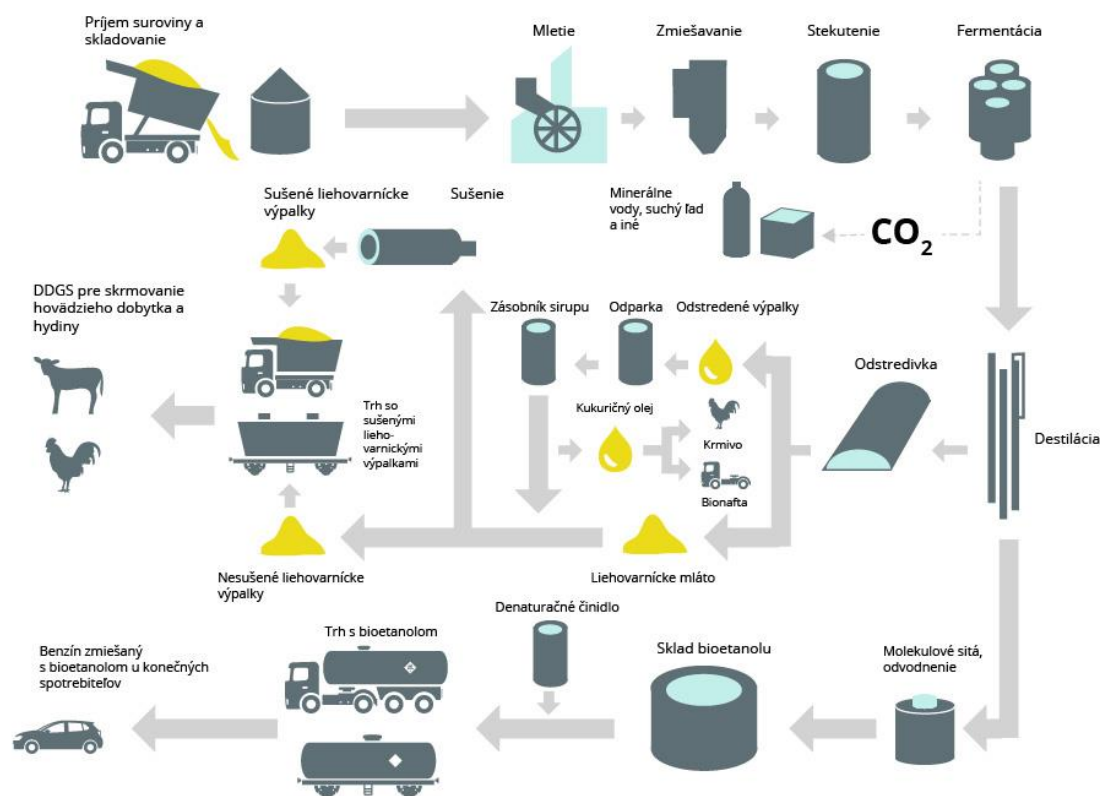 Príjem suroviny a
skladovanie
Mletie
Zmiešavanie
Stekutenie
Fermentácia
Sušené liehovarnícke
výpalky
Sušenie
Minerálne
vody, suchý ľad
a iné
CO2
DDGS pre skrmovanie
hovädzieho dobytka a
hydiny
Zásobník sirupu
Odparka
Odstredené výpalky
Odstredivka
Destilácia
Trh so
sušenými
lieho-
varnickými
výpalkami
Kukuričný olej
Krmivo
Bionafta
Nesušené liehovarnícke
výpalky
Liehovarnícke mláto
Denaturačné činidlo
Trh s bioetanolom
Sklad bioetanolu
Molekulové sitá,
odvodnenie
Benzín zmiešaný
s bioetanolom u konečných
spotrebiteľov